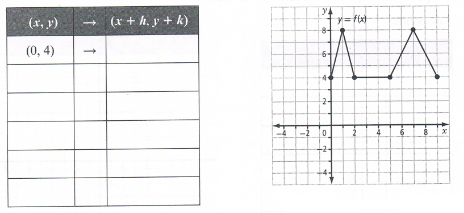 (x, y) → (x + h, y + k)
(0, 4) →
y
y = f(x)
8
6
4
2
-4 -2 0 2 4 6 8 x
-2
-4